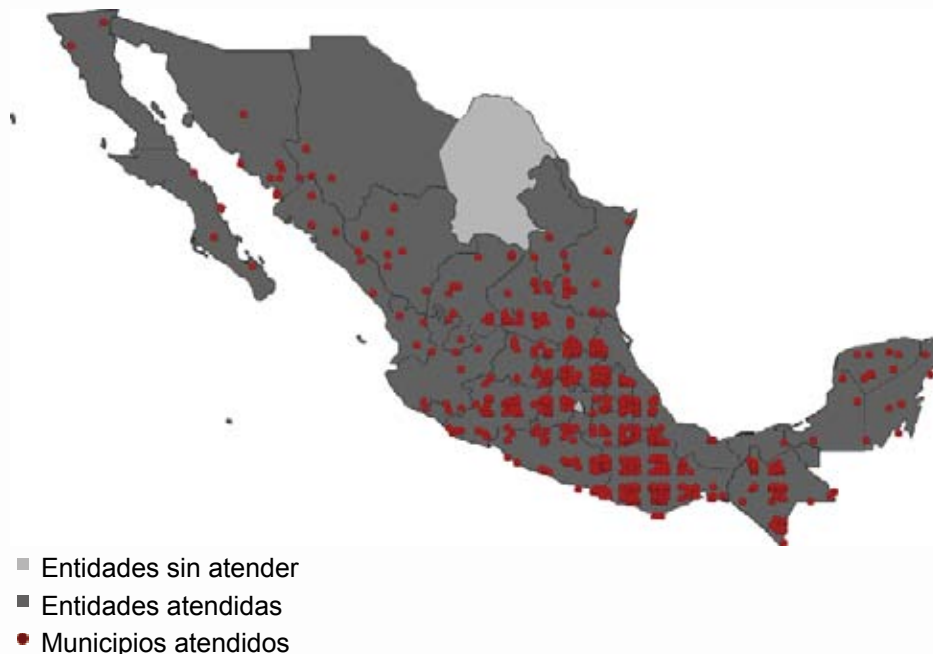 Entidades sin atender
Entidades atendidas
Municipios atendidos